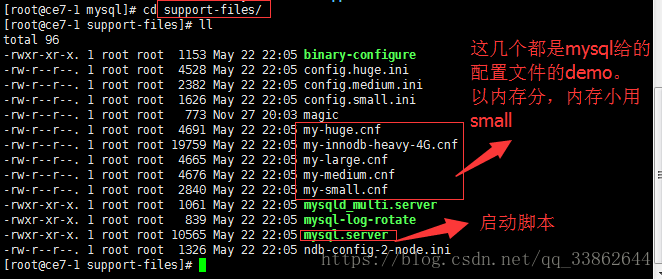 [root@ce7-1 mysql]# cd support-files/
[root@ce7-1 support-files]# ll
total 96
-rwxr-xr-x. 1 root root 1153 May 22 22:05 binary-configure
-rw-r--r--. 1 root root 4528 May 22 22:05 config.huge.ini
-rw-r--r--. 1 root root 2382 May 22 22:05 config.medium.ini
-rw-r--r--. 1 root root 1626 May 22 22:05 config.small.ini
-rw-r--r--. 1 root root 773 Nov 27 20:03 magic
-rw-r--r--. 1 root root 4691 May 22 22:05 my-huge.cnf
-rw-r--r--. 1 root root 19759 May 22 22:05 my-innodb-heavy-4G.cnf
-rw-r--r--. 1 root root 4665 May 22 22:05 my-large.cnf
-rw-r--r--. 1 root root 4676 May 22 22:05 my-medium.cnf
-rw-r--r--. 1 root root 2840 May 22 22:05 my-small.cnf
-rwxr-xr-x. 1 root root 1061 May 22 22:05 mysqld_multi.server
-rwxr-xr-x. 1 root root 839 May 22 22:05 mysql-log-rotate
-rwxr-xr-x. 1 root root 10565 May 22 22:05 mysql.server
-rw-r--r--. 1 root root 1326 May 22 22:05 ndb-config-2-node.ini
[root@ce7-1 support-files]#
这几个都是mysql给的
配置文件的demo。
以内存分，内存小用
small
启动脚本
https://blog.csdn.net/qq_33862644